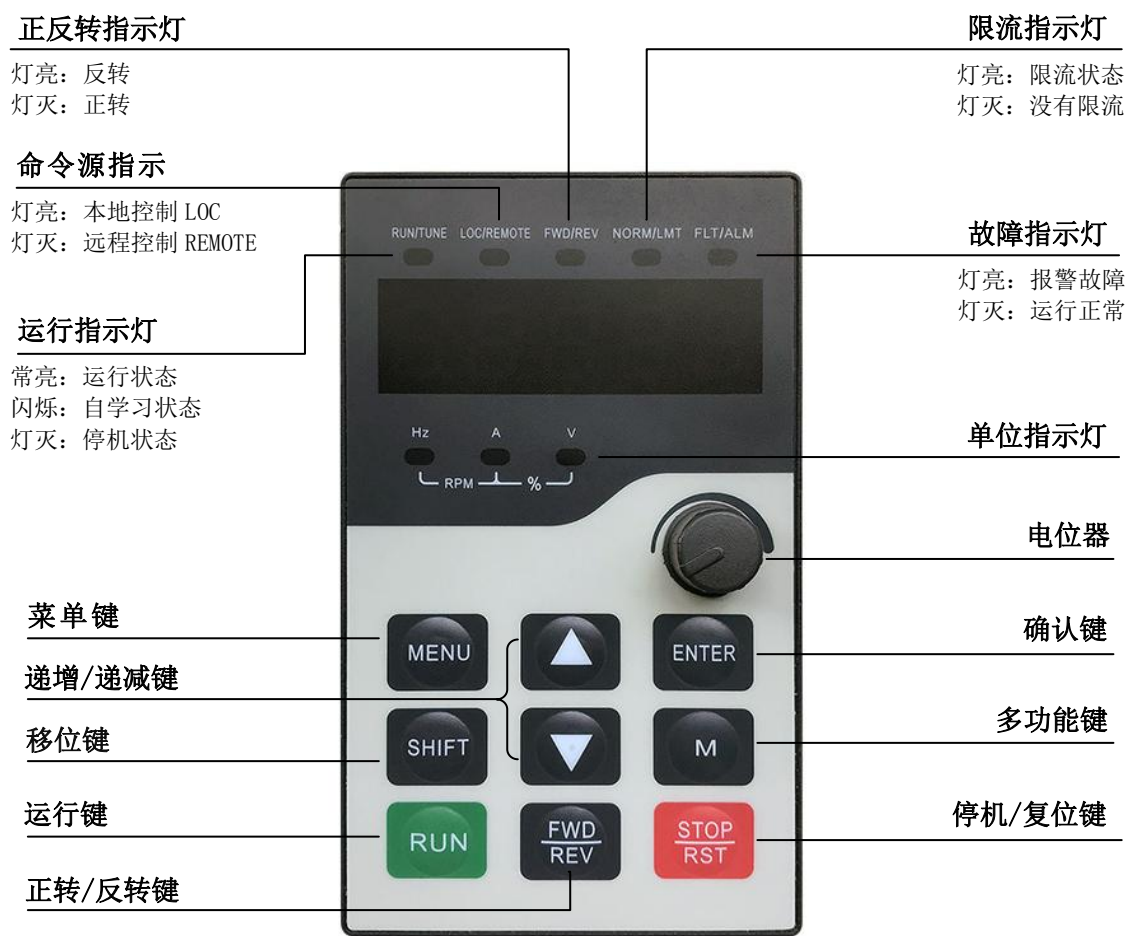 正反转指示灯
灯亮：反转
灯灭：正转
限流指示灯
灯亮：限流状态
灯灭：没有限流
命令源指示
灯亮：本地控制 LOC
灯灭：远程控制 REMOTE
故障指示灯
灯亮：报警故障
灯灭：运行正常
运行指示灯
常亮：运行状态
闪烁：自学习状态
灯灭：停机状态
RUN/TUNE LOC/REMOTE FWD/REV NORM/LMT FLT/ALM
Hz A V
RPM %
单位指示灯
电位器
菜单键
递增/递减键
移位键
运行键
正转/反转键
确认键
多功能键
停机/复位键
MENU
ENTER
SHIFT
M
RUN
FWD
REV
STOP
RST